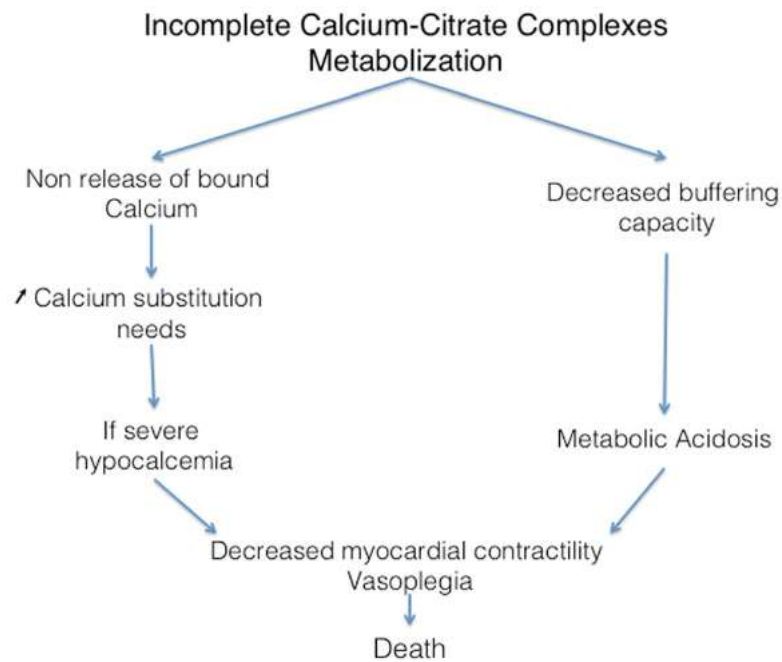 Incomplete Calcium-Citrate Complexes
Metabolization
Non release of bound
Calcium
Decreased buffering
capacity
➚ Calcium substitution
needs
If severe
hypocalcemia
Metabolic Acidosis
Decreased myocardial contractility
Vasoplegia
Death